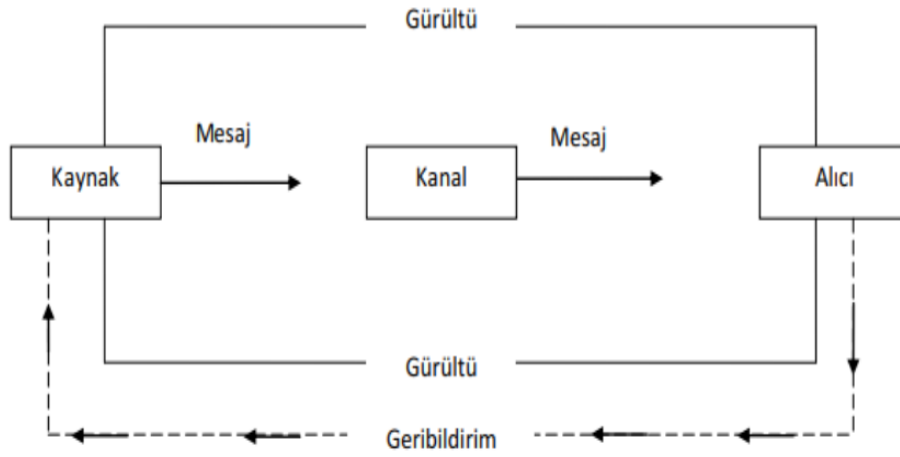 Gürültü
Mesaj
Mesaj
Kaynak
Kanal
Alıcı
Gürültü
Geribildirim